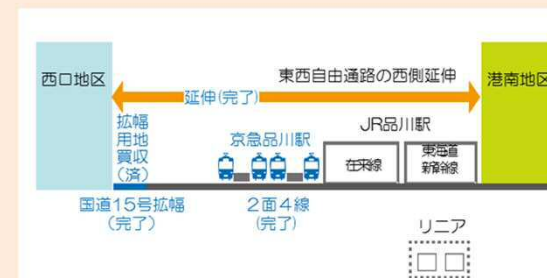 西口地区
東西自由通路の西側延伸
港南地区
延伸(完了)
拡幅
用地
買収
(済)
京急品川駅
JR品川駅
在来線
東海道
新幹線
国道15号拡幅
(完了)
2面4線
(完了)
リニア